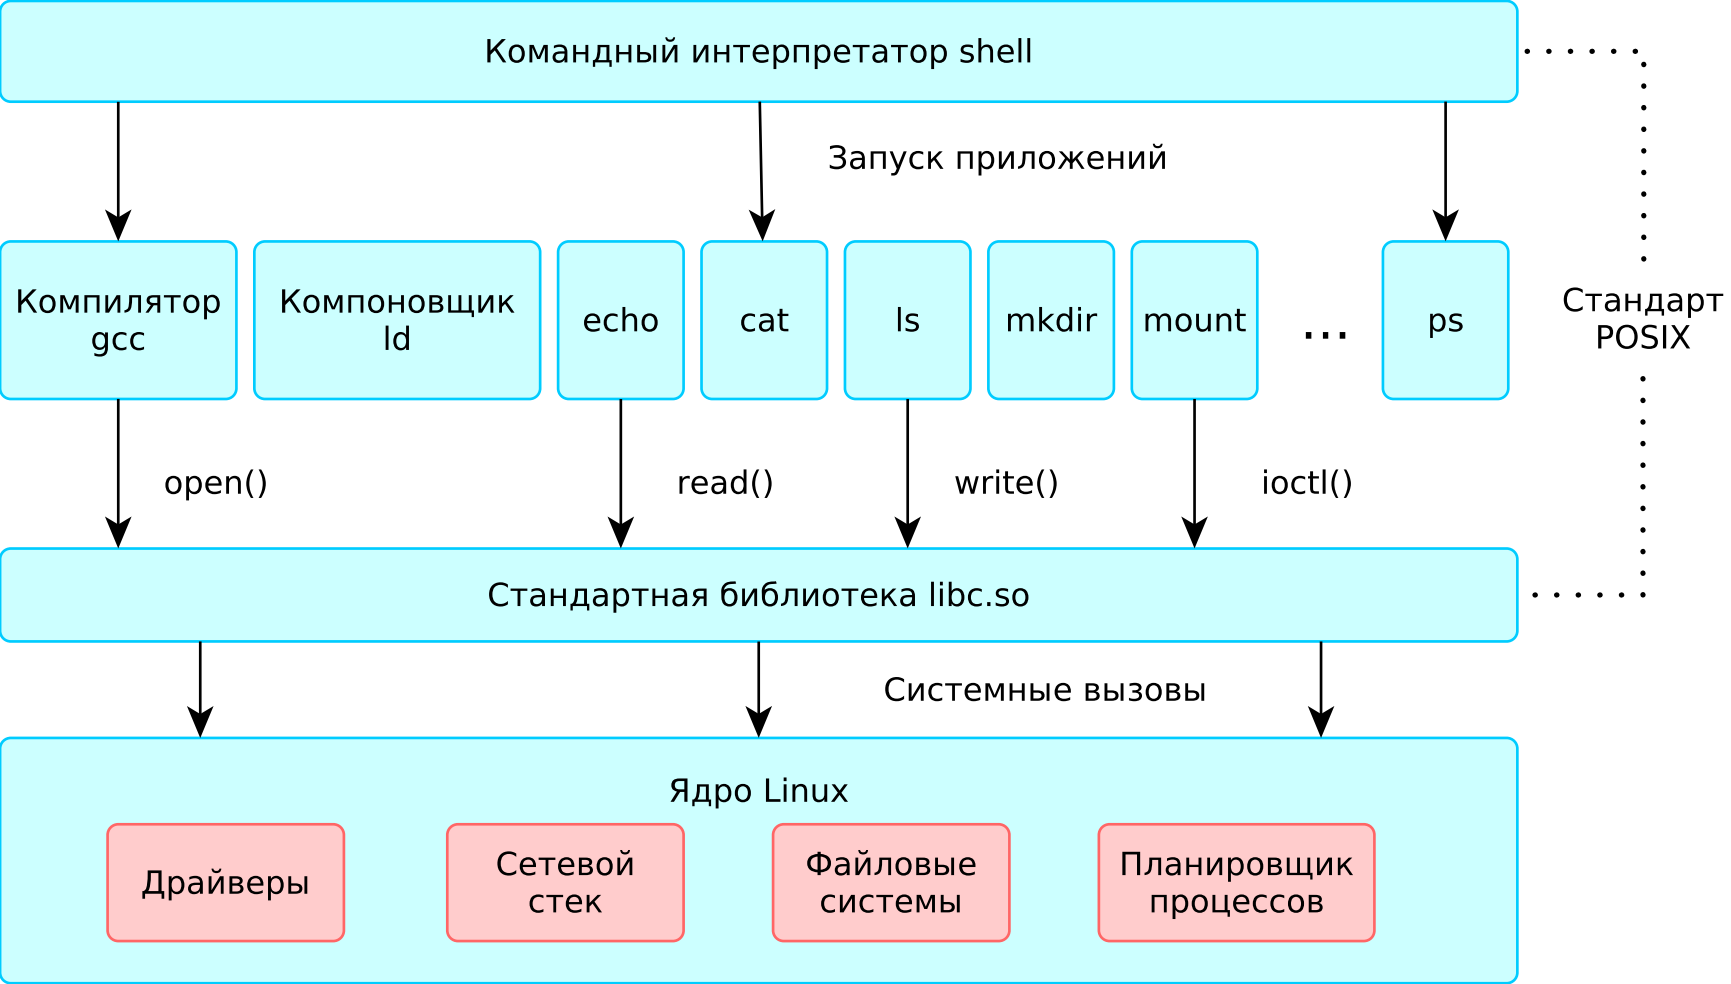 Командный интерпретатор shell
Запуск приложений
Компилятор
gcc
Компоновщик
ld
echo
cat
ls
mkdir
mount
...
ps
Стандарт
POSIX
open()
read()
write()
ioctl()
Стандартная библиотека libc.so
Системные вызовы
Ядро Linux
Драйверы
Сетевой
стек
Файловые
системы
Планировщик
процессов